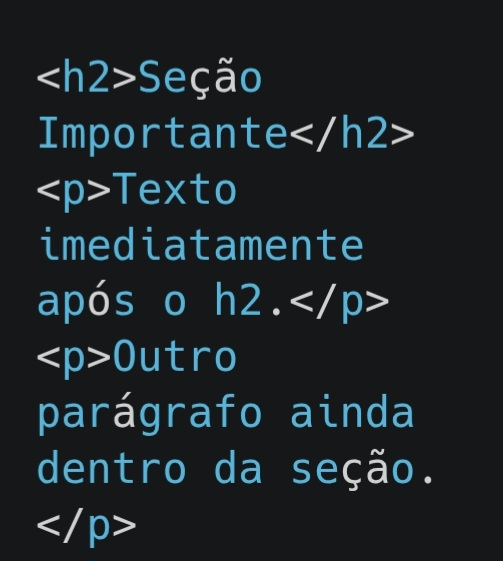 <h2>Seção
Importante</h2>
<p>Texto
imediatamente
após o h2.</p>
<p>Outro
parágrafo ainda
dentro da seção.
</p>